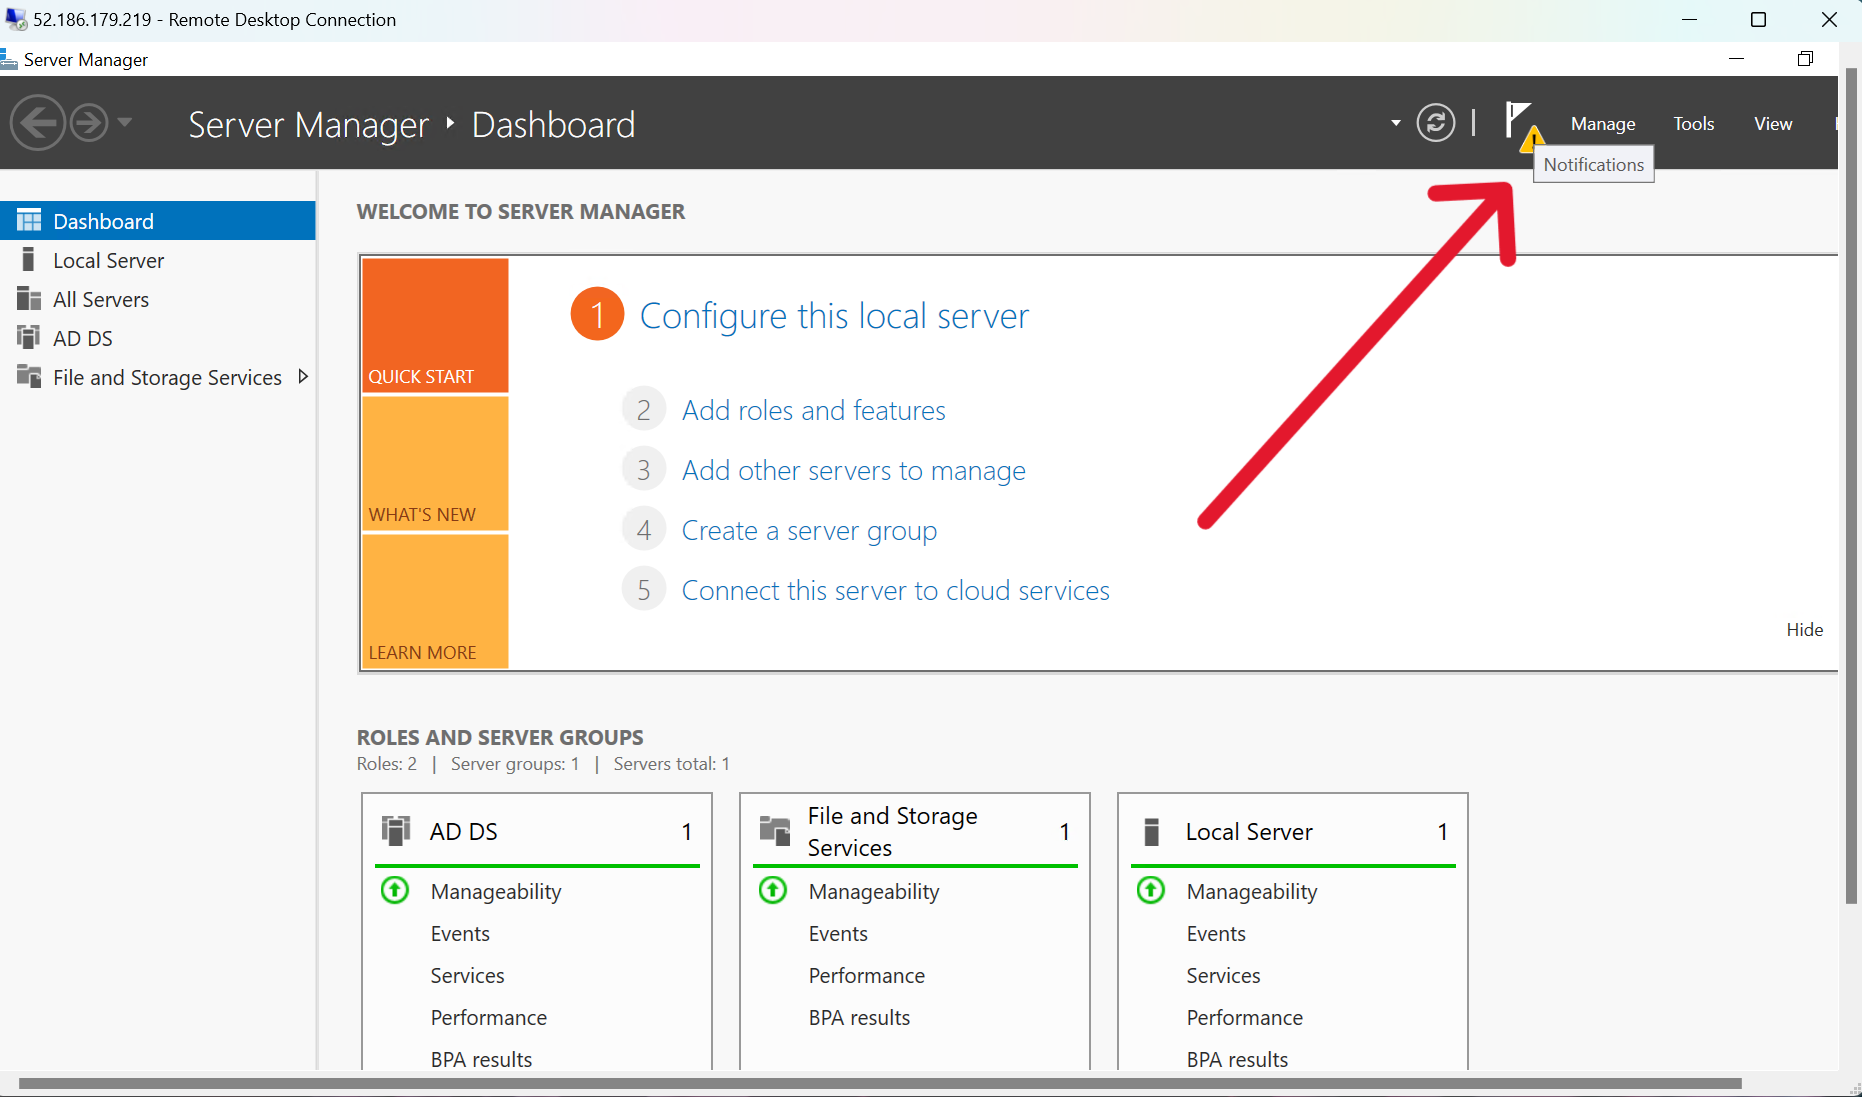 52.186.179.219 - Remote Desktop Connection
Server Manager
Server Manager Dashboard
Manage Tools View
Notifications
Dashboard
Local Server
All Servers
AD DS
File and Storage Services
WELCOME TO SERVER MANAGER
QUICK START
WHAT'S NEW
LEARN MORE
1 Configure this local server
2 Add roles and features
3 Add other servers to manage
4 Create a server group
5 Connect this server to cloud services
Hide
ROLES AND SERVER GROUPS
Roles: 2 | Server groups: 1 | Servers total: 1
AD DS 1
Manageability
Events
Services
Performance
BPA results
File and Storage
Services 1
Manageability
Events
Performance
BPA results
Local Server 1
Manageability
Events
Services
Performance
BPA results